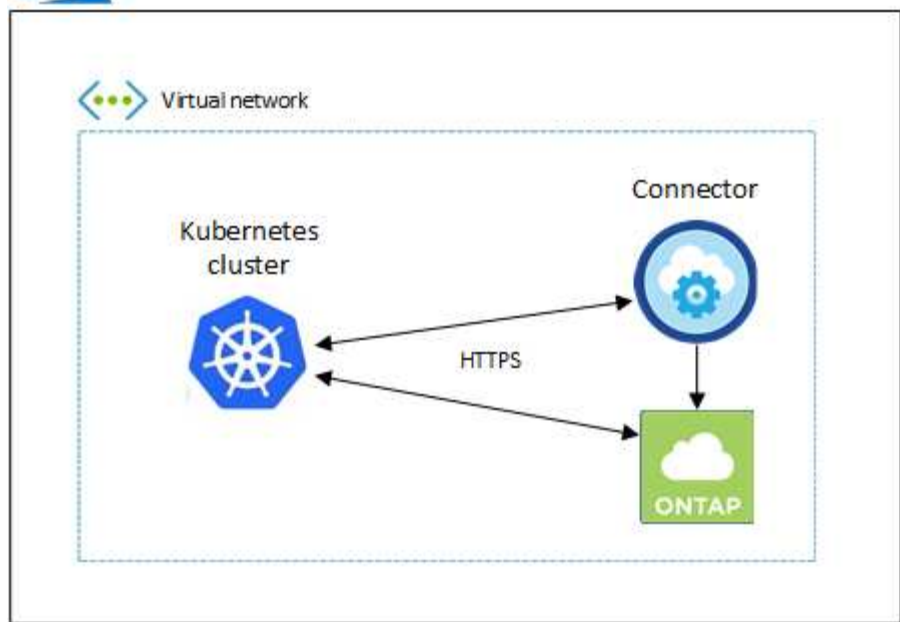 Virtual network
Connector
Kubernetes
cluster
HTTPS
ONTAP